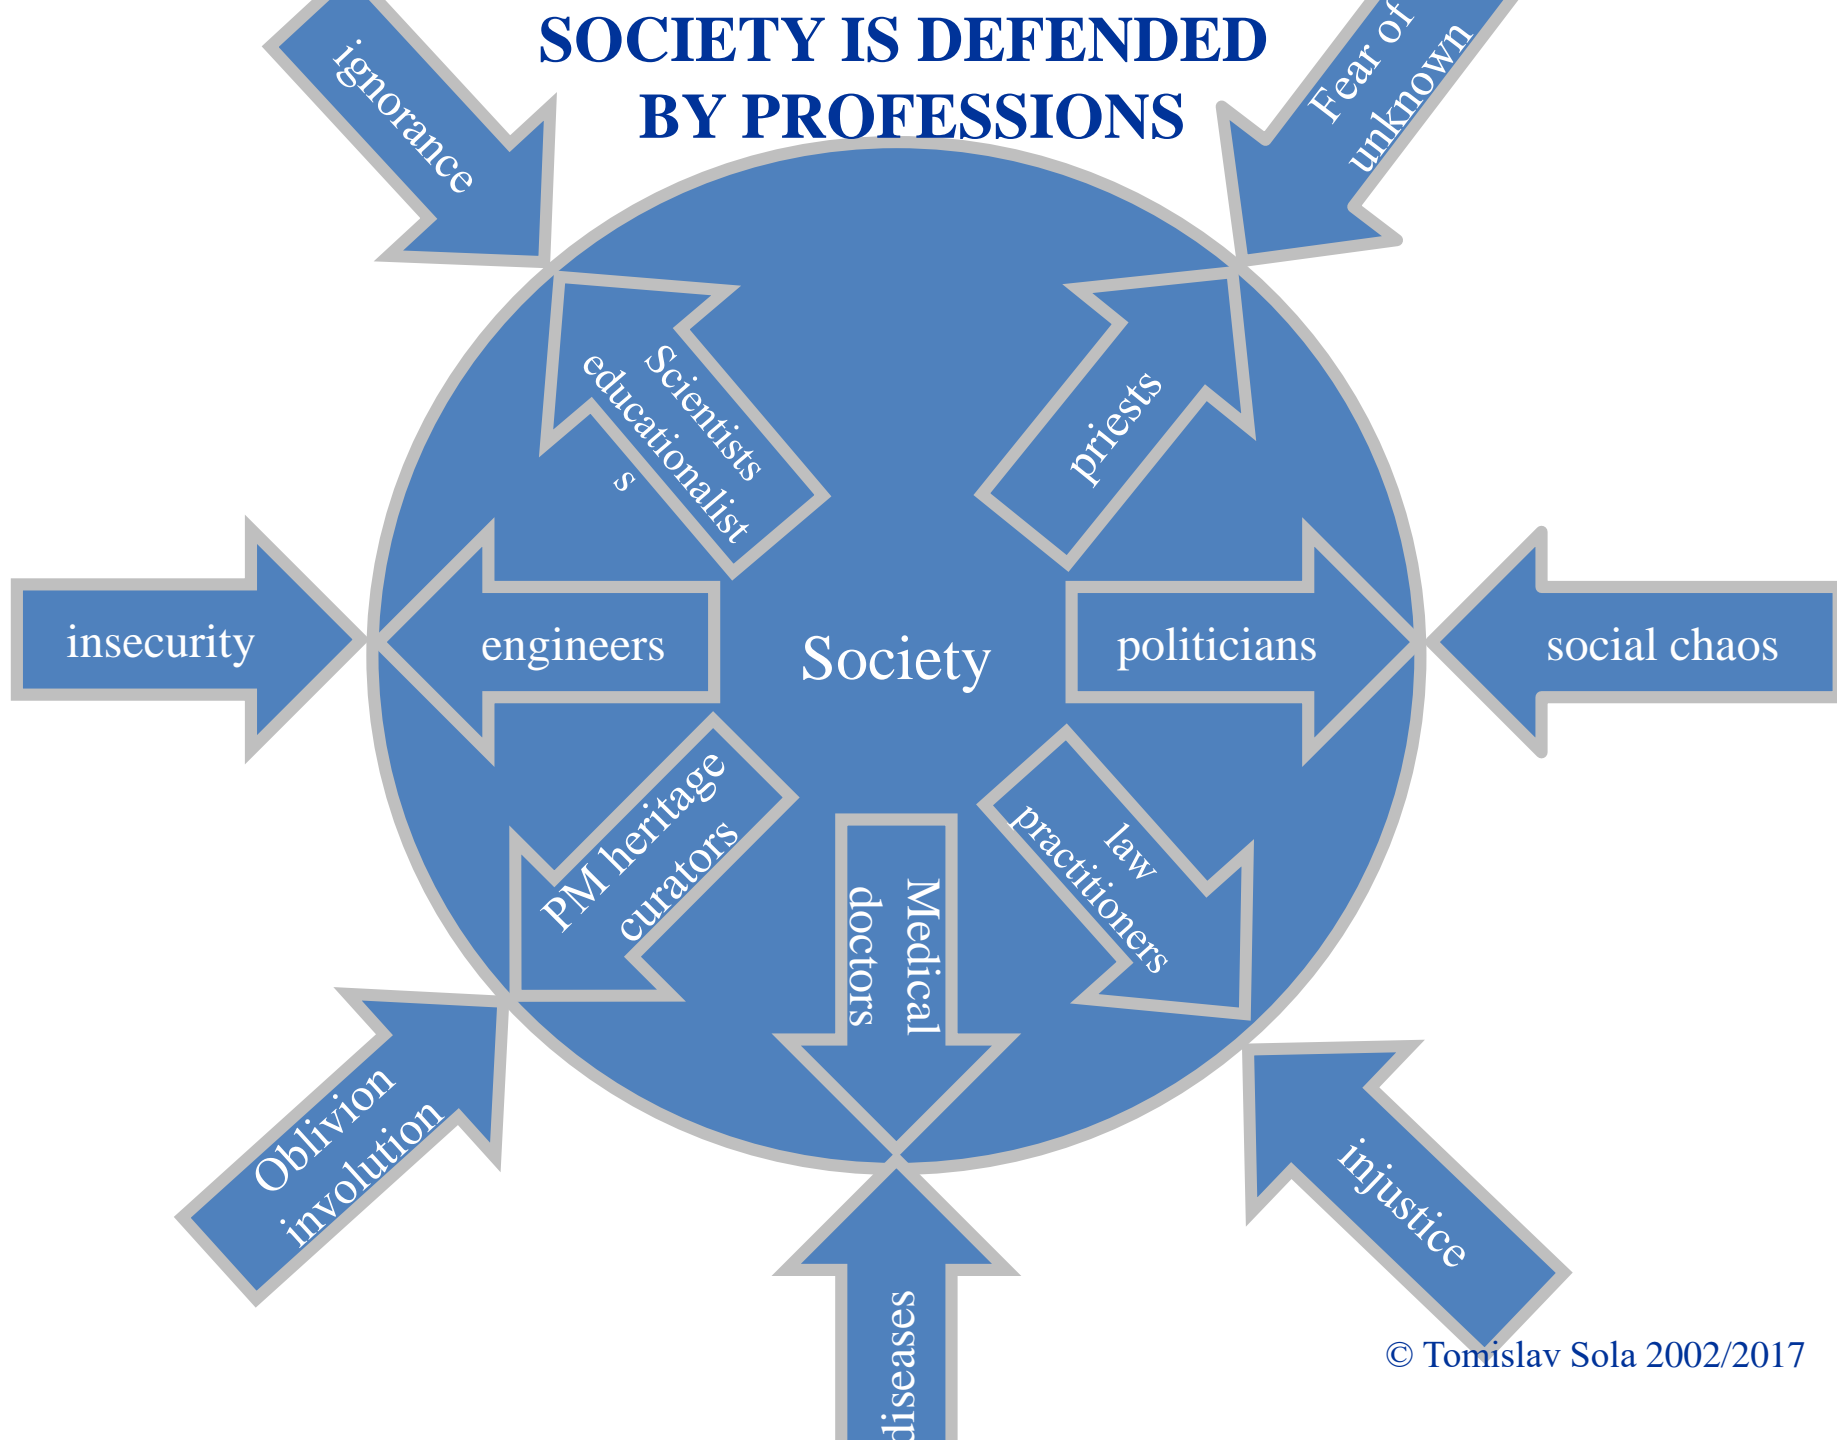 SOCIETY IS DEFENDED
BY PROFESSIONS
ignorance
Fear of
unknown
Scientists
educationalist
s
priests
insecurity
engineers
Society
politicians
social chaos
PM heritage
curators
Medical
doctors
law
practitioners
Oblivion
involution
diseases
injustice
© Tomislav Sola 2002/2017